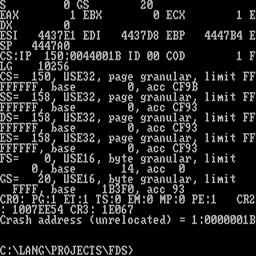 S         0 GS        20
EAX        1 EBX        0 ECX        1 E
DX         0
ESI   4437E1 EDI   4437D8 EBP   4447B4 E
SP    4447A0
CS:IP  150:0044001B ID 00 COD        1 F
LG     10256
CS=  150, USE32, page granular, limit FF
FFFFFF, base        0, acc CF9B
SS=  158, USE32, page granular, limit FF
FFFFFF, base        0, acc CF93
DS=  158, USE32, page granular, limit FF
FFFFFF, base        0, acc CF93
ES=  158, USE32, page granular, limit FF
FFFFFF, base        0, acc CF93
FS=    0, USE16, byte granular, limit
     0, base       14, acc 0
GS=   20, USE16, byte granular, limit
  FFFF, base    1B3F0, acc 93
CR0: PG:1 ET:1 TS:0 EM:0 MP:0 PE:1  CR2
: 1007EE54 CR3: 1E067
Crash address (unrelocated) = 1:0000001B
C:\LANG\PROJECTS\FDS>